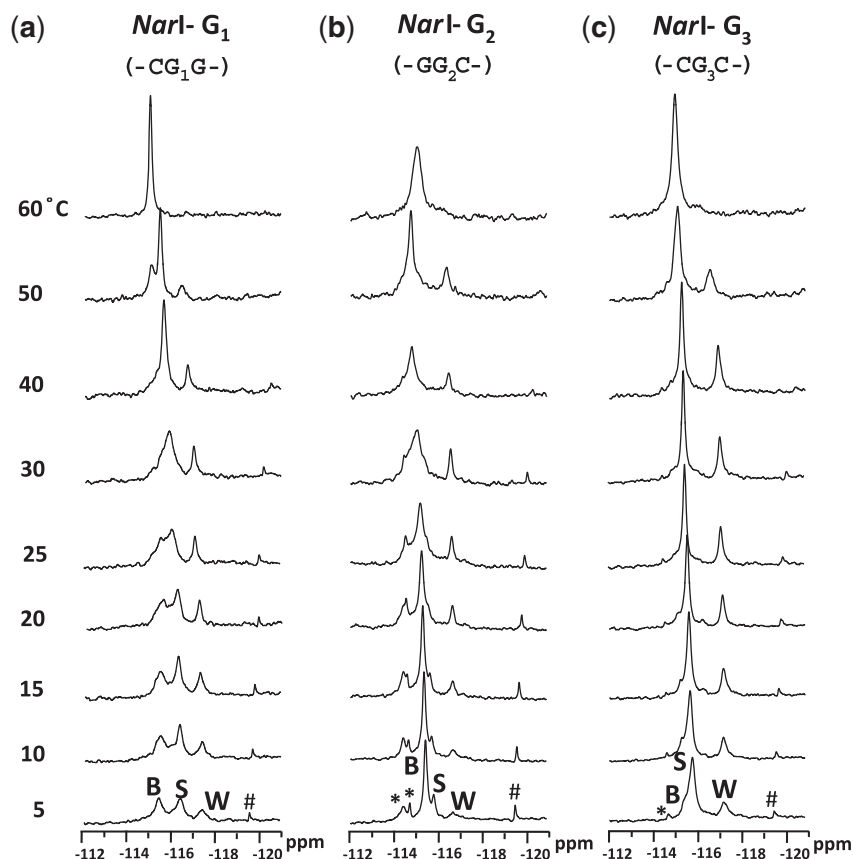 (a) NarI- G1 (b) NarI- G2 (c) NarI- G3
(-CG1G-) (-GG2C-) (-CG3C-)
60˚C
50
40
30
25
20
15
10
5
B S W #
* * B S W #
* B S W #
-112 -114 -116 -118 -120 ppm -112 -114 -116 -118 -120 ppm -112 -114 -116 -118 -120 ppm